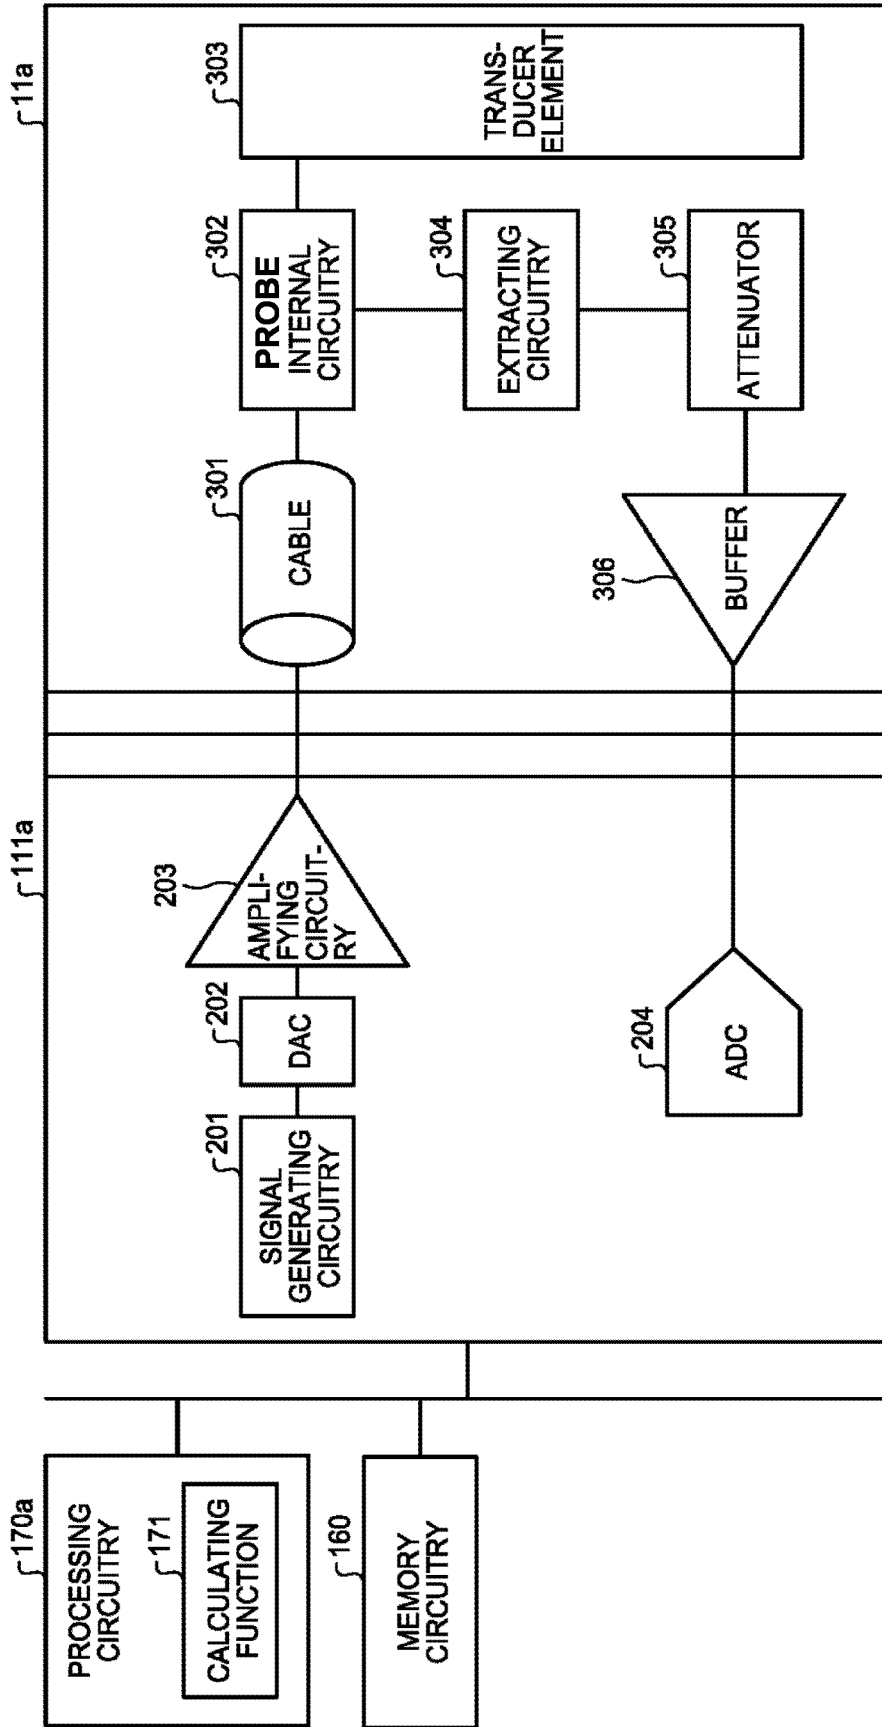 170a
PROCESSING
CIRCUITRY
171
CALCULATING
FUNCTION
160
MEMORY
CIRCUITRY
111a
201
SIGNAL
GENERATING
CIRCUITRY
202
DAC
203
AMPLI-
FYING
CIRCUIT-
RY
204
ADC
11a
301
CABLE
302
PROBE
INTERNAL
CIRCUITRY
303
TRANS-
DUCER
ELEMENT
304
EXTRACTING
CIRCUITRY
305
ATTENUATOR
306
BUFFER